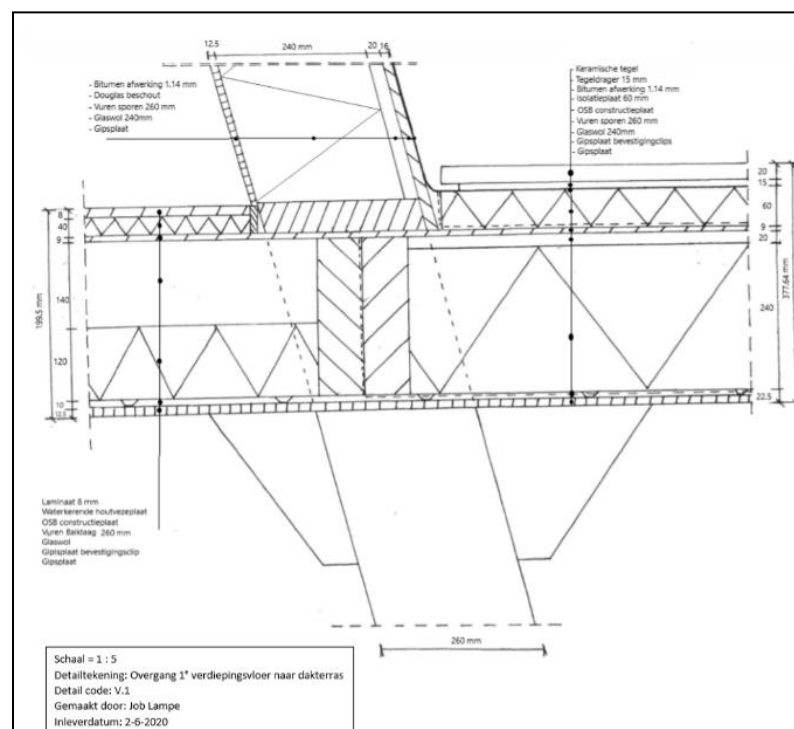 12.5 240 mm 20 16
- Bitumen afwerking 1.14 mm
- Douglas beschout
- Vuren sporen 260 mm
- Glaswol 240mm
- Gipsplaat
Keramische tegel
- Tegeldrager 15 mm
- Bitumen afwerking 1.14 mm
- Isolatieplaat 60 mm
- OSB constructieplaat
- Vuren sporen 260 mm
- Glaswol 240mm
- Gipsplaat bevestigingsclips
- Gipsplaat
8
40
9
140
120
10
12.5
199.5 mm
20
15
60
9
20
240
22.5
377.64 mm
Laminaat 8 mm
Waterkerende houtvezeplaat
OSB constructieplaat
Vuren Balklaag 260 mm
Glaswol
Giplsplaat bevestigingsclip
Gipsplaat
260 mm
Schaal = 1 : 5
Detailtekening: Overgang 1e verdiepingsvloer naar dakterras
Detail code: V.1
Gemaakt door: Job Lampe
Inleverdatum: 2-6-2020